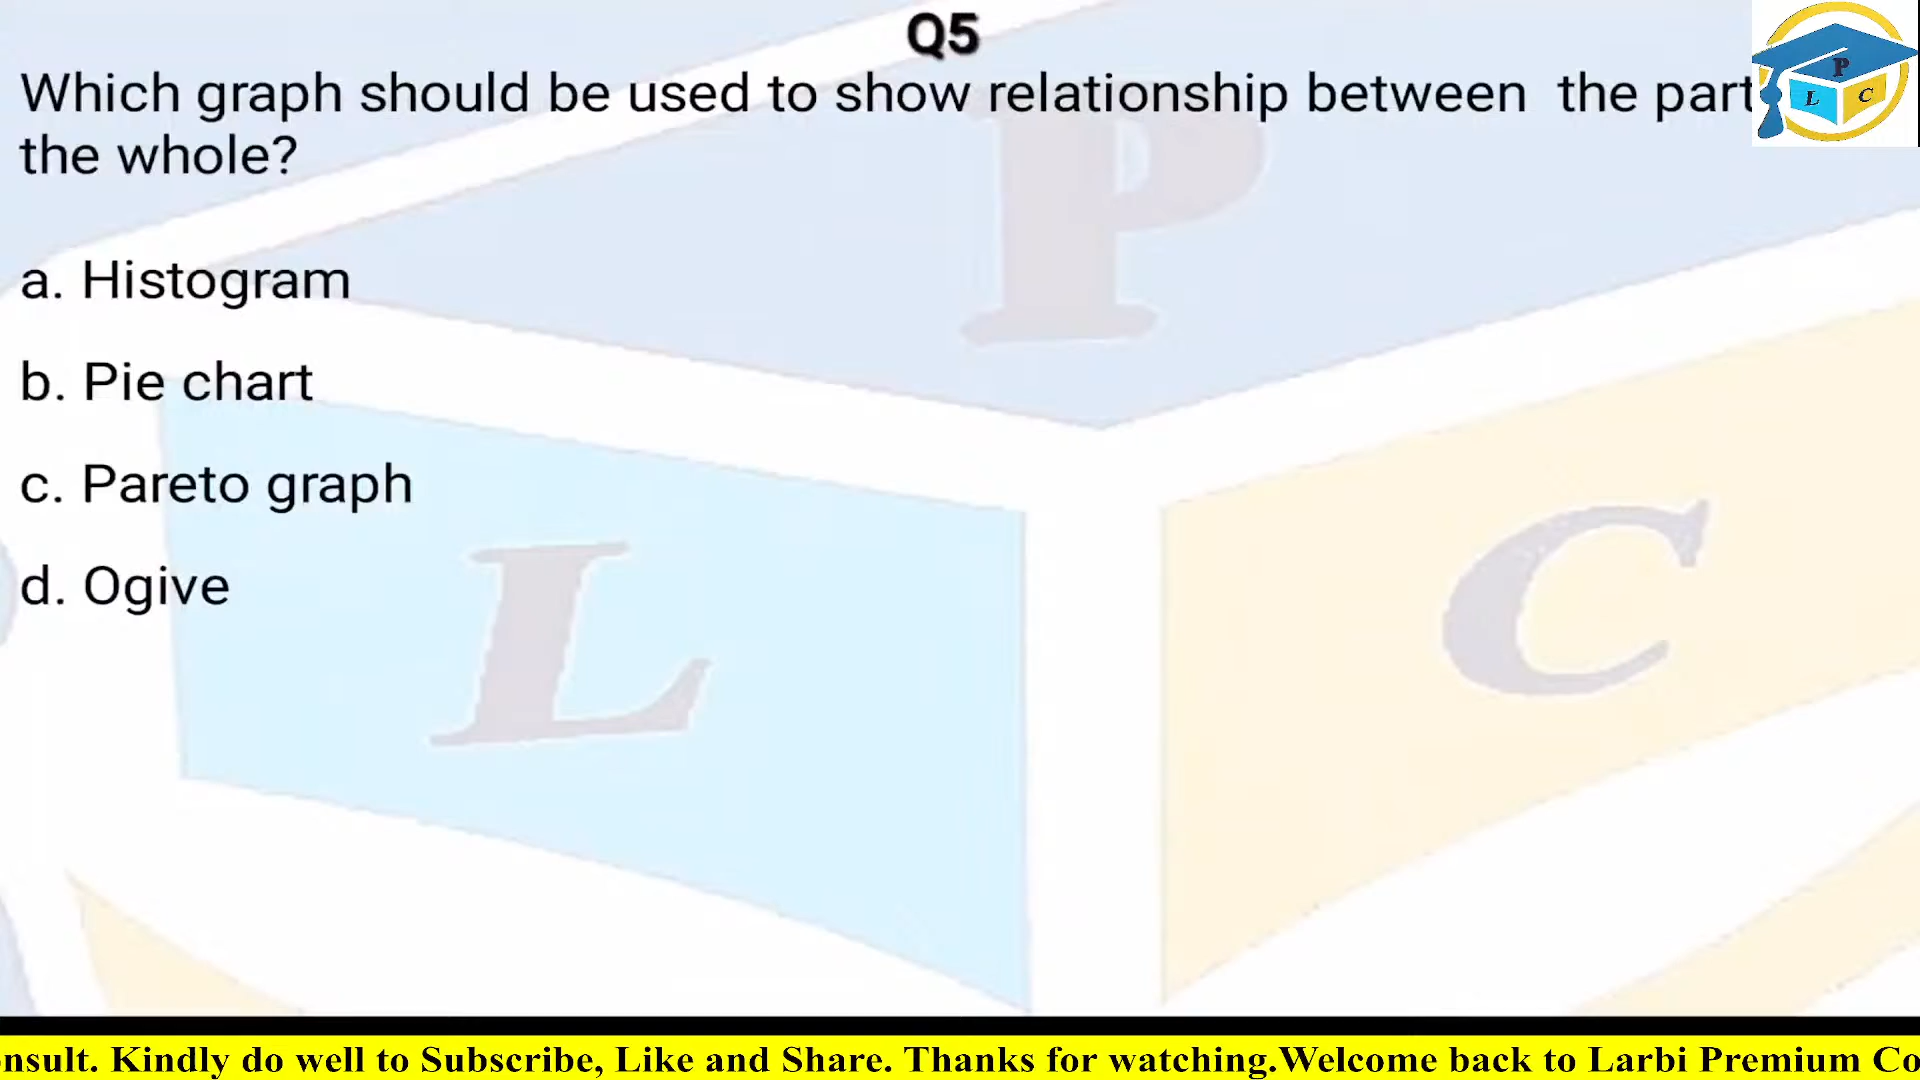 Q5
Which graph should be used to show relationship between the part
the whole?
P
L C
a. Histogram
b. Pie chart
c. Pareto graph
d. Ogive
P
L
C
nsult. Kindly do well to Subscribe, Like and Share. Thanks for watching.Welcome back to Larbi Premium Co